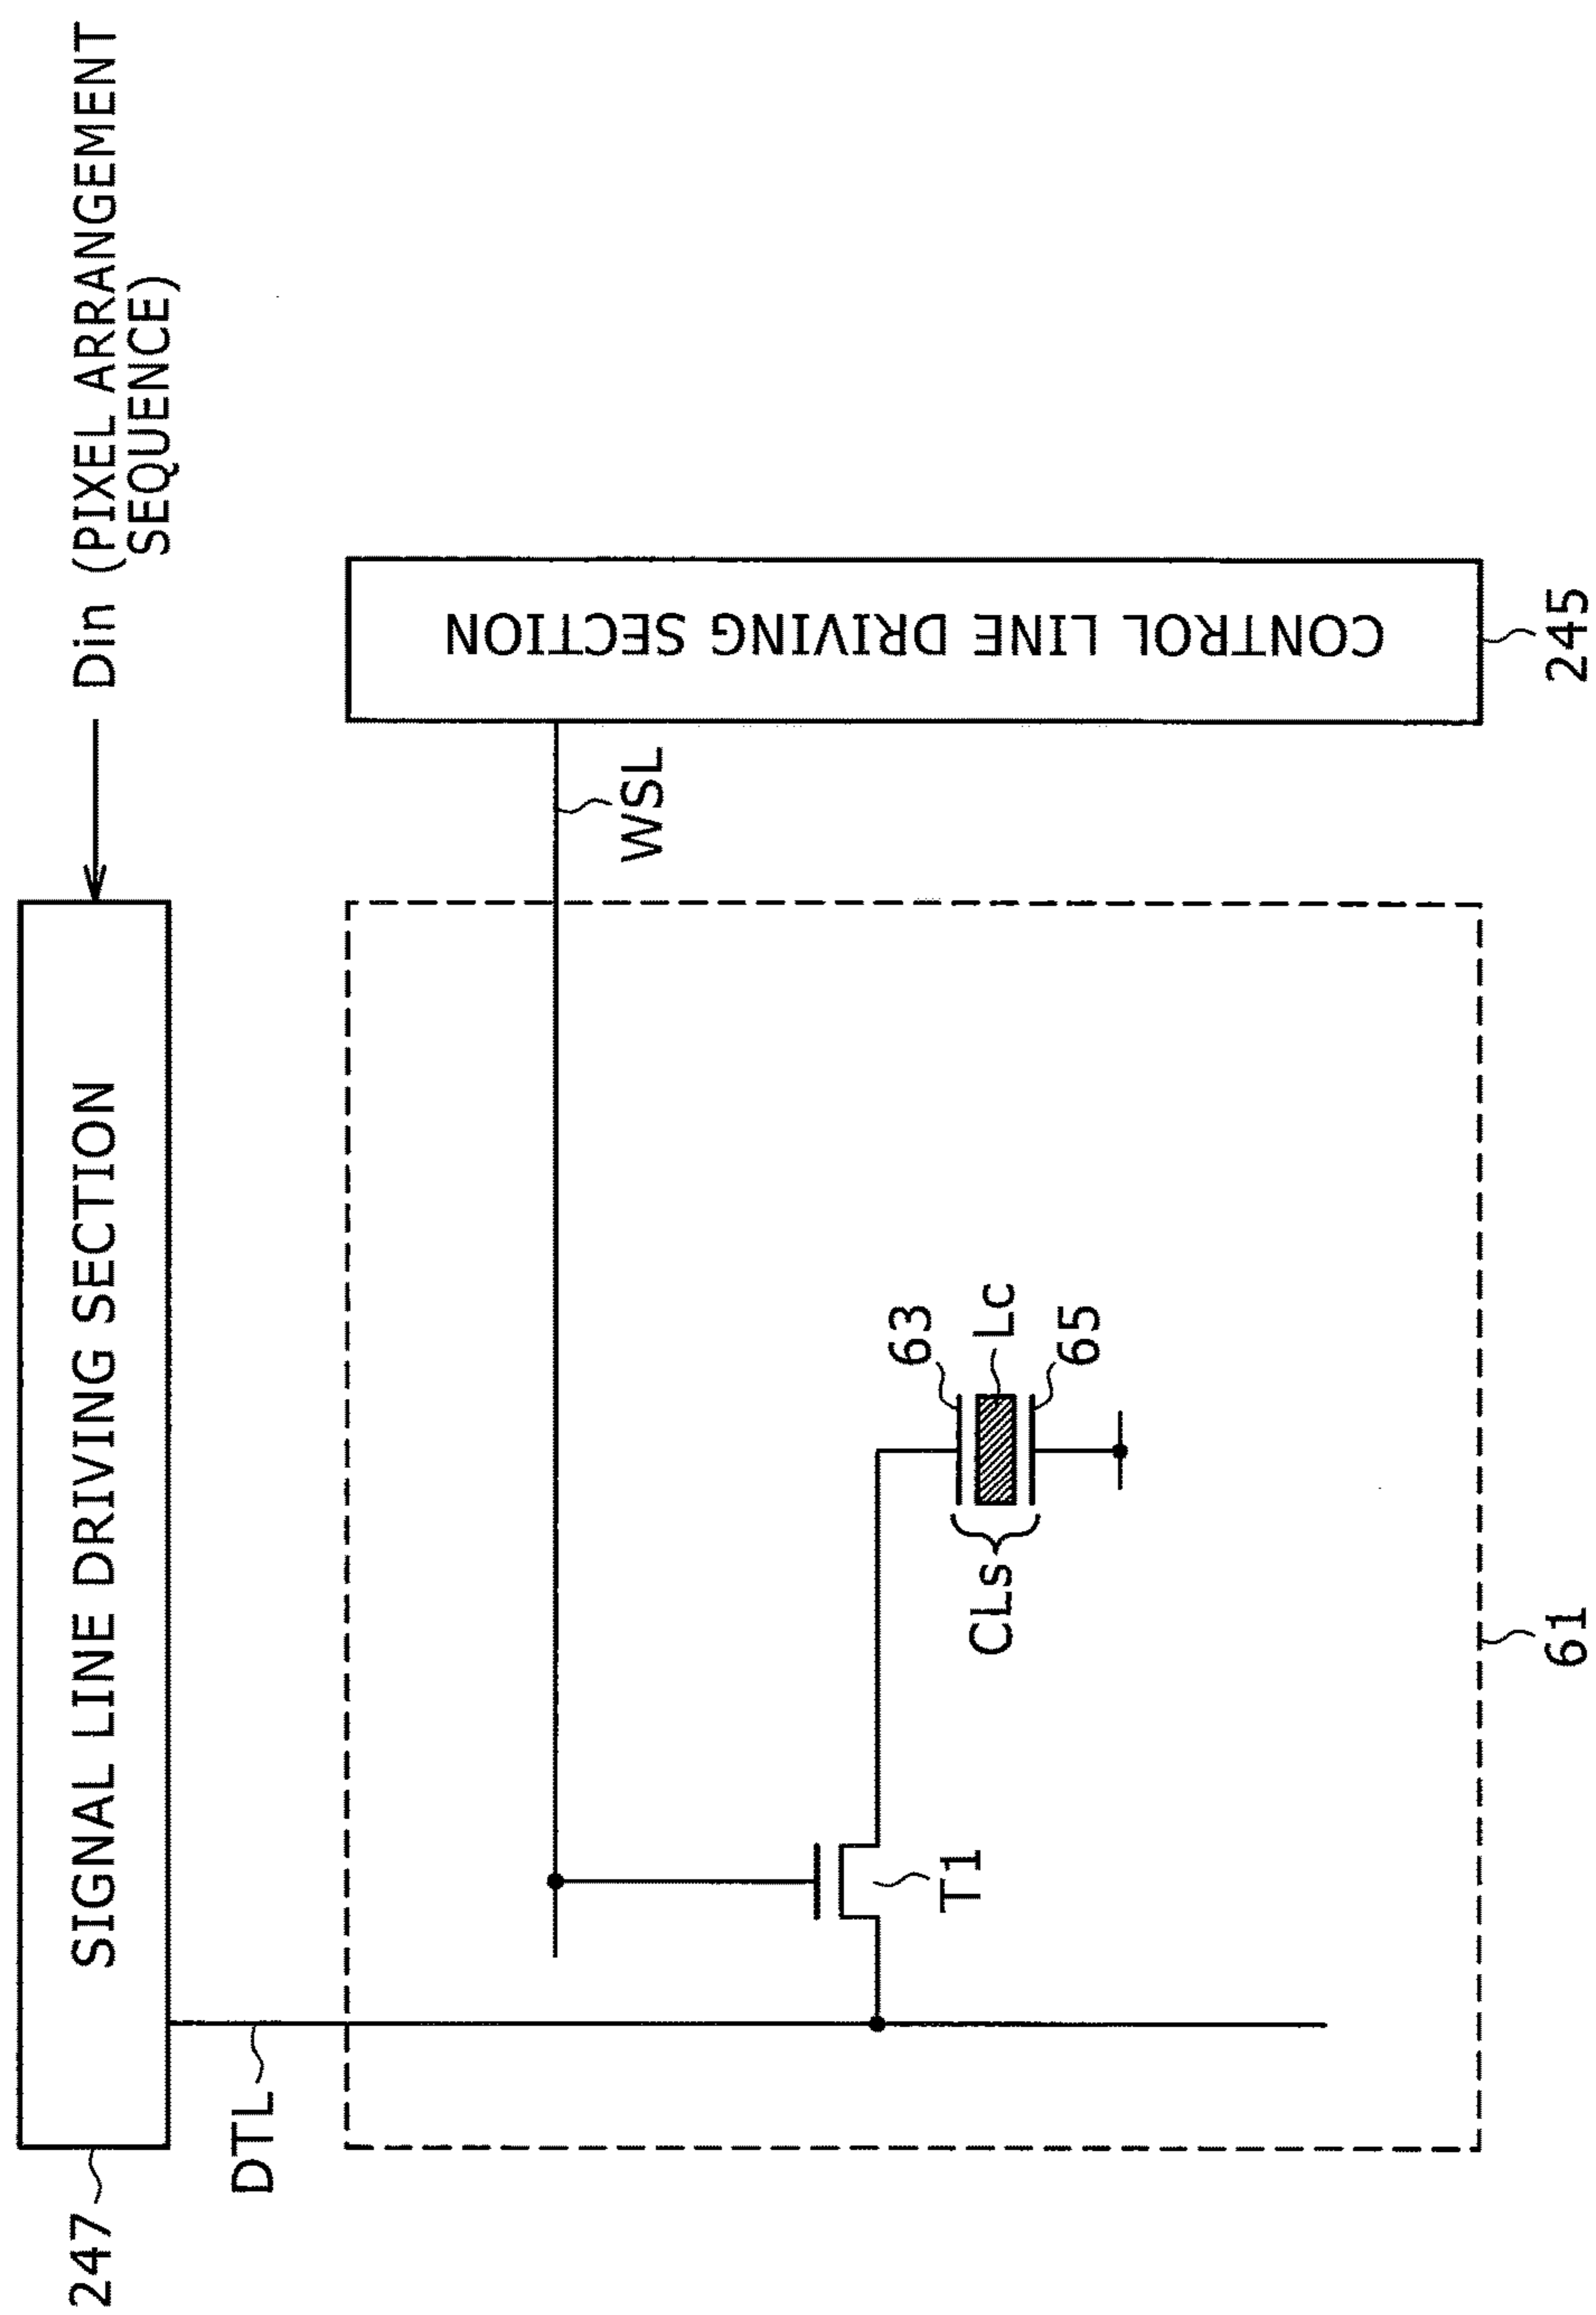 247
SIGNAL LINE DRIVING SECTION
Din (PIXEL ARRANGEMENT
SEQUENCE)
DTL
WSL
CONTROL LINE DRIVING SECTION
245
T1
CLs
63
Lc
65
61